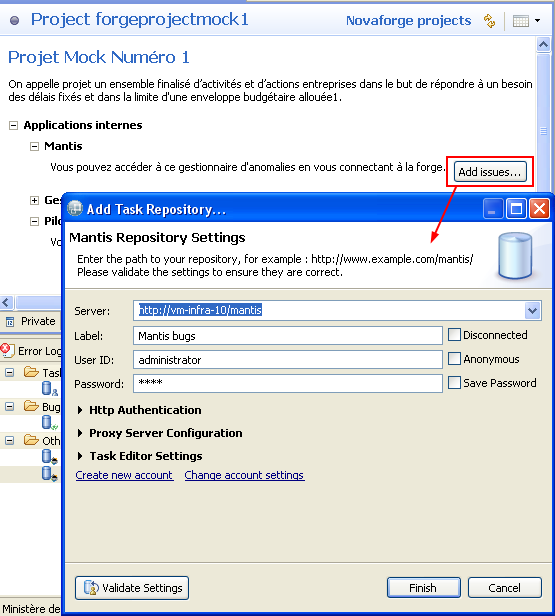 Project forgeprojectmock1
Novaforge projects
Projet Mock Numéro 1
On appelle projet un ensemble finalisé d’activités et d’actions entreprises dans le but de répondre à un besoin
des délais fixés et dans la limite d'une enveloppe budgétaire allouée1.
Applications internes
Mantis
Vous pouvez accéder à ce gestionnaire d'anomalies en vous connectant à la forge.
Add issues...
Ges
Pilo
Vo
Add Task Repository...
Mantis Repository Settings
Enter the path to your repository, for example : http://www.example.com/mantis/
Please validate the settings to ensure they are correct.
Server: http://vm-infra-10/mantis
Label: Mantis bugs Disconnected
User ID: administrator Anonymous
Password: **** Save Password
Http Authentication
Proxy Server Configuration
Task Editor Settings
Create new account Change account settings
Validate Settings Finish Cancel
Private
Error Log
Task
Bug
Oth
Ministère de